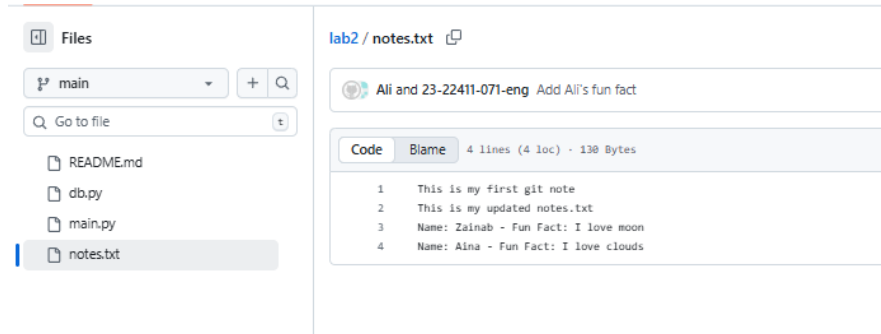 Files
main
Go to file
t
README.md
db.py
main.py
notes.txt
lab2 / notes.txt
Ali and 23-22411-071-eng Add Ali's fun fact
Code Blame 4 lines (4 loc) · 130 Bytes
1 This is my first git note
2 This is my updated notes.txt
3 Name: Zainab - Fun Fact: I love moon
4 Name: Aina - Fun Fact: I love clouds